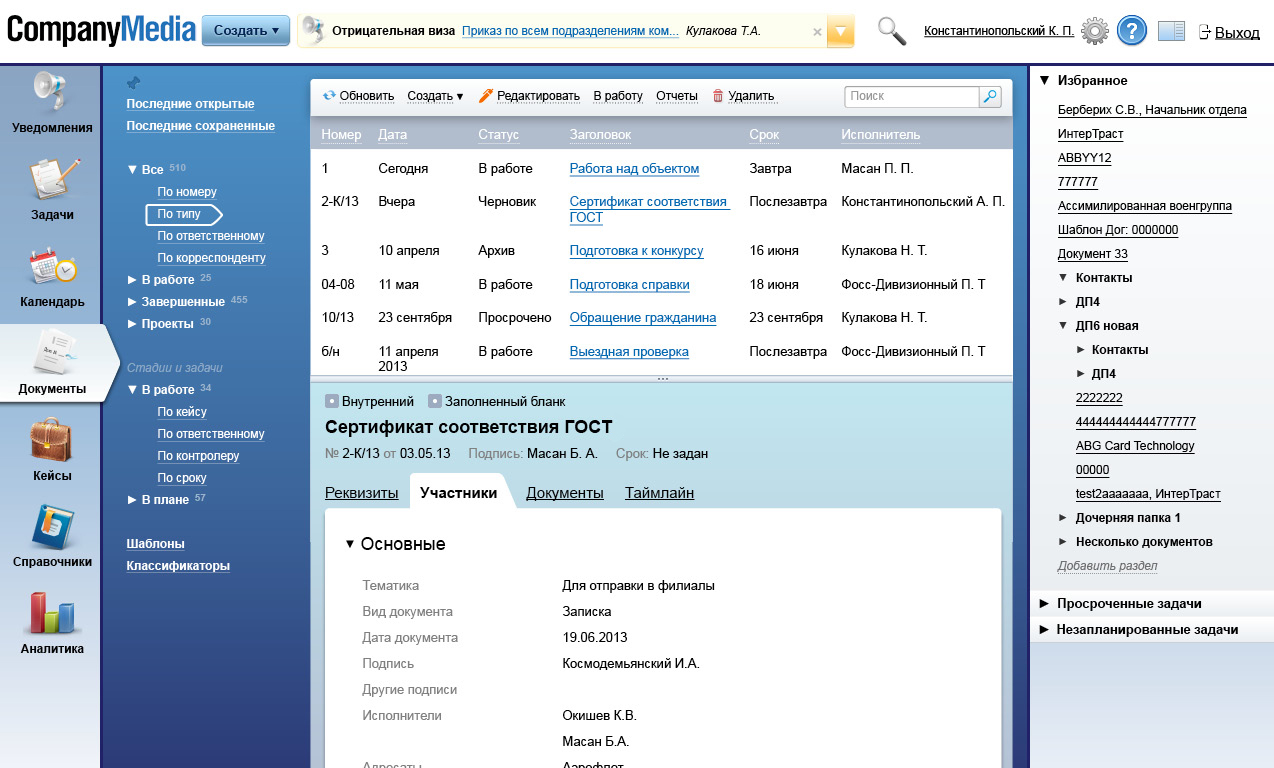 CompanyMedia
Создать
Отрицательная виза Приказ по всем подразделениям ком... Кулакова Т.А.
Константинопольский К. П.
Выход
Уведомления
Задачи
Календарь
Документы
Кейсы
Справочники
Аналитика
Последние открытые
Последние сохраненные
Все 510
По номеру
По типу
По ответственному
По корреспонденту
В работе 25
Завершенные 455
Проекты 30
Стадии и задачи
В работе 34
По кейсу
По ответственному
По контролеру
По сроку
В плане 57
Шаблоны
Классификаторы
Обновить Создать Редактировать В работу Отчеты Удалить Поиск
Номер Дата Статус Заголовок Срок Исполнитель
1 Сегодня В работе Работа над объектом Завтра Масан П. П.
2-К/13 Вчера Черновик Сертификат соответствия Послезавтра Константинопольский А. П.
ГОСТ
3 10 апреля Архив Подготовка к конкурсу 16 июня Кулакова Н. Т.
04-08 11 мая В работе Подготовка справки 18 июня Фосс-Дивизионный П. Т
10/13 23 сентября Просрочено Обращение гражданина 23 сентября Кулакова Н. Т.
б/н 11 апреля В работе Выездная проверка Послезавтра Фосс-Дивизионный П. Т
2013
Внутренний Заполненный бланк
Сертификат соответствия ГОСТ
№ 2-К/13 от 03.05.13 Подпись: Масан Б. А. Срок: Не задан
Реквизиты Участники Документы Таймлайн
Основные
Тематика Для отправки в филиалы
Вид документа Записка
Дата документа 19.06.2013
Подпись Космодемьянский И.А.
Другие подписи
Исполнители Окишев К.В.
Масан Б.А.
Адресаты Аэрофлот
Избранное
Берберих С.В., Начальник отдела
ИнтерТраст
ABBYY12
777777
Ассимилированная военгруппа
Шаблон Дог: 0000000
Документ 33
Контакты
ДП4
ДП6 новая
Контакты
ДП4
2222222
444444444444777777
ABG Card Technology
00000
test2aaaaaaa, ИнтерТраст
Дочерняя папка 1
Несколько документов
Добавить раздел
Просроченные задачи
Незапланированные задачи